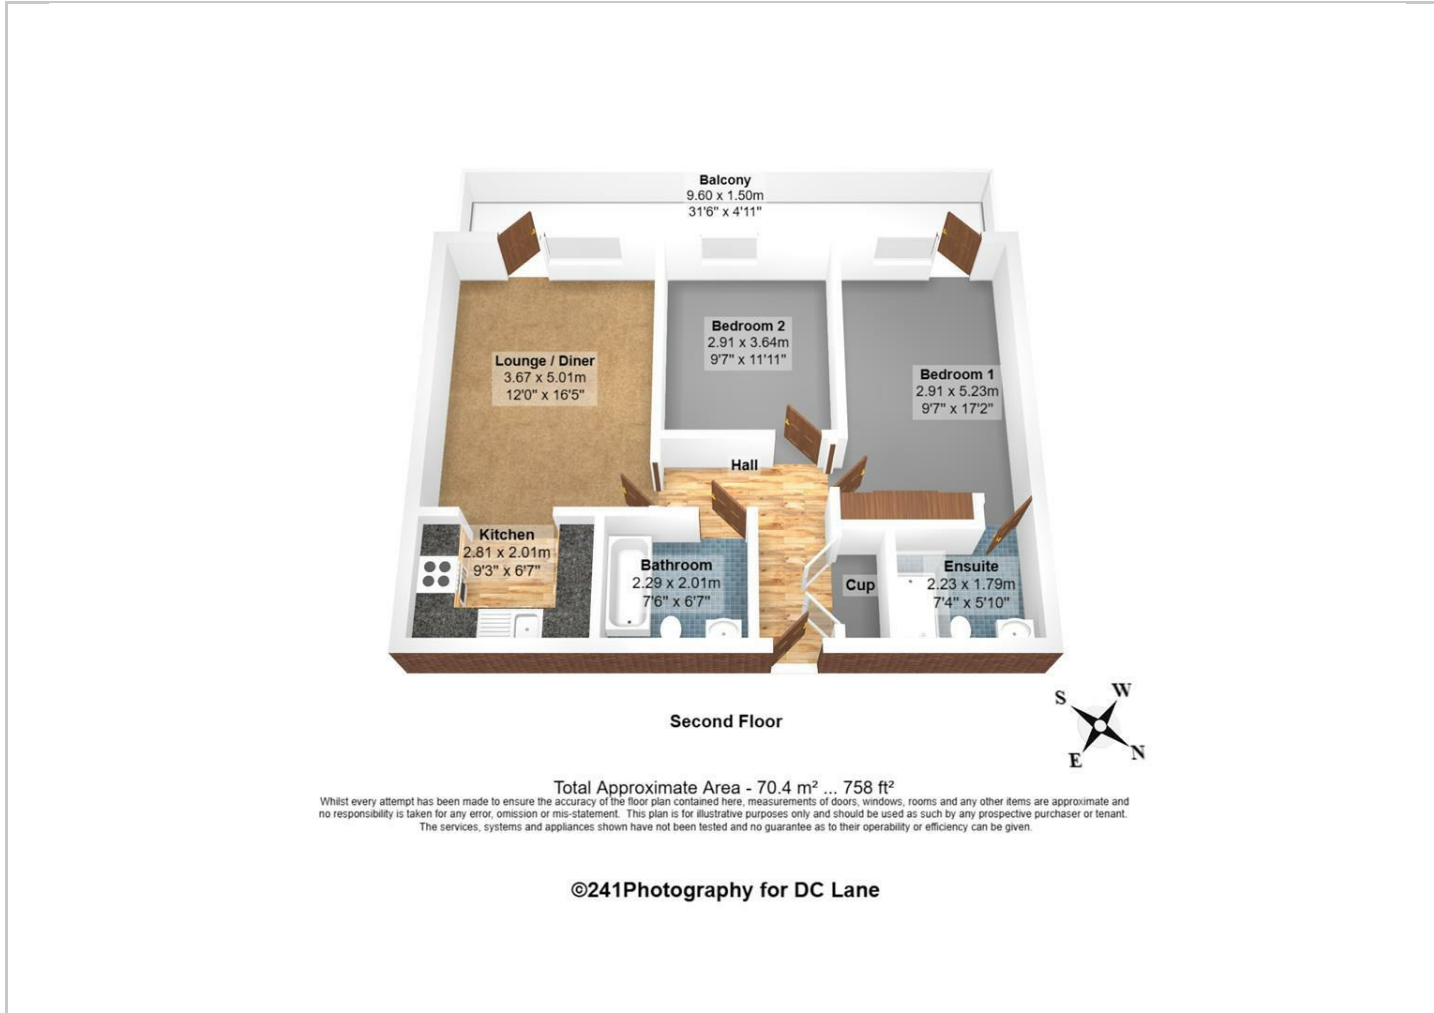 Balcony
9.60 x 1.50m
31'6" x 4'11"
Bedroom 2
2.91 x 3.64m
9'7" x 11'11"
Lounge / Diner
3.67 x 5.01m
12'0" x 16'5"
Bedroom 1
2.91 x 5.23m
9'7" x 17'2"
Hall
Kitchen
2.81 x 2.01m
9'3" x 6'7"
Bathroom
2.29 x 2.01m
7'6" x 6'7"
Cup
Ensuite
2.23 x 1.79m
7'4" x 5'10"
S W
E N
Second Floor
Total Approximate Area - 70.4 m² ... 758 ft²
Whilst every attempt has been made to ensure the accuracy of the floor plan contained here, measurements of doors, windows, rooms and any other items are approximate and
no responsibility is taken for any error, omission or mis-statement. This plan is for illustrative purposes only and should be used as such by any prospective purchaser or tenant.
The services, systems and appliances shown have not been tested and no guarantee as to their operability or efficiency can be given.
©241Photography for DC Lane